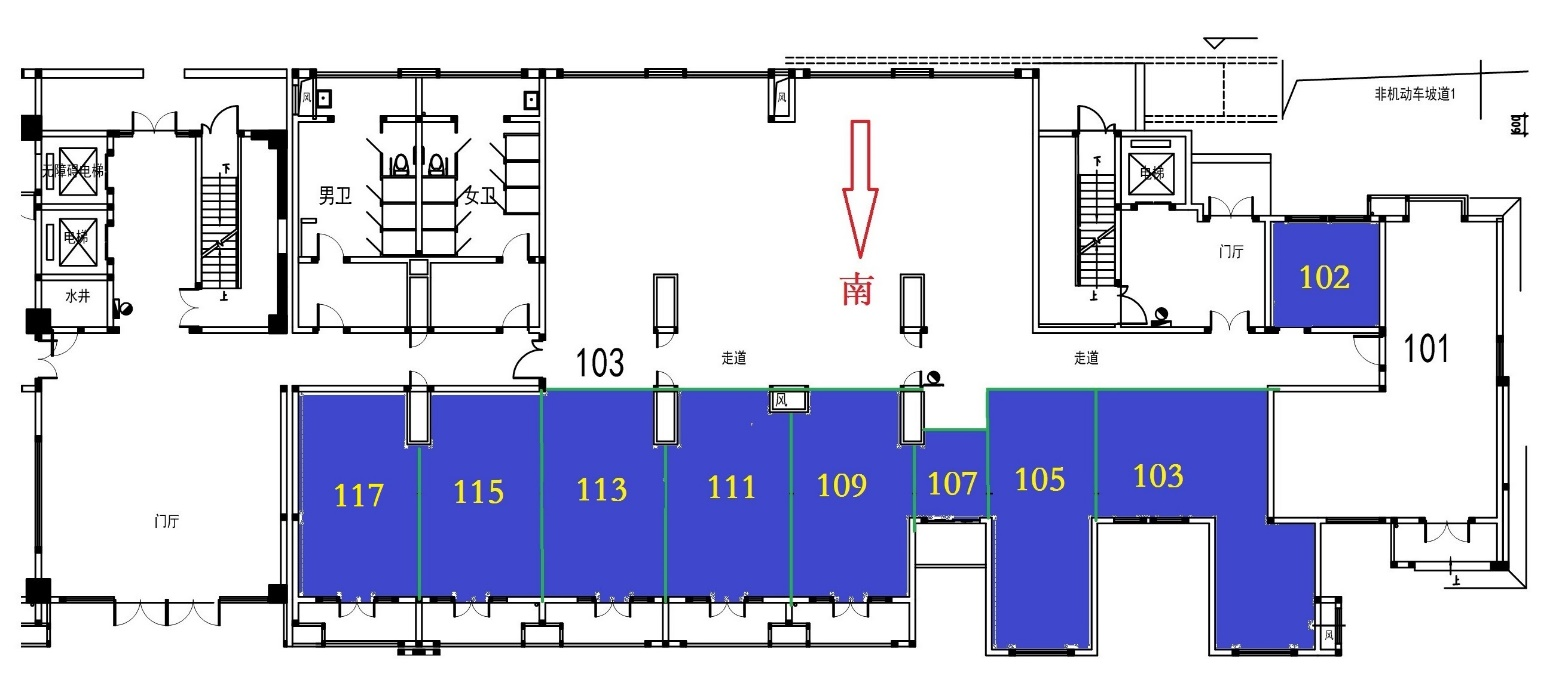 非机动车坡道1
D09
风
风
无障碍电梯
下
下
电梯
男卫
女卫
电梯
门厅
水井
上
南
上
102
103
走道
走道
101
风
117
115
113
111
109
107
105
103
门厅
上
风